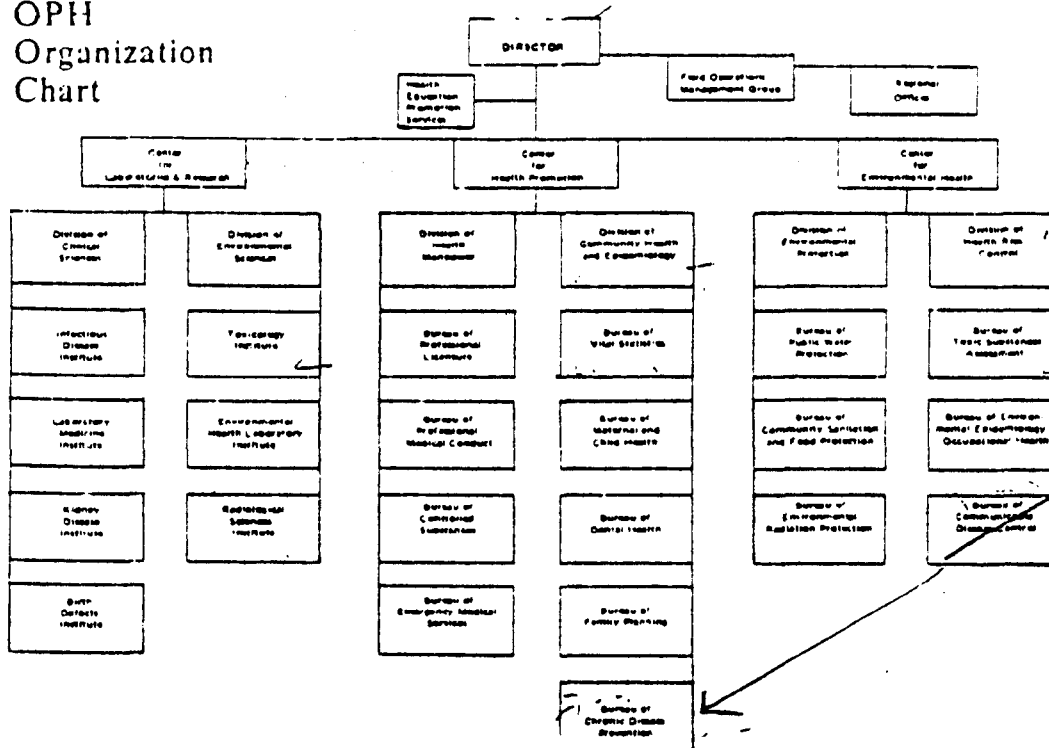 OPH
Organization
Chart
DIRECTOR
Health
Education
Promotion
Services
Field Operations
Management Group
Regional
Offices
Center
for
Laboratories & Research
Center
for
Health Promotion
Center
for
Environmental Health
Division of
Clinical
Sciences
Division of
Environmental
Sciences
Division of
Health
Manpower
Division of
Community Health
and Epidemiology
Division of
Environmental
Protection
Division of
Health Risk
Control
Infectious
Disease
Institute
Toxicology
Institute
Bureau of
Professional
Licensure
Bureau of
Vital Statistics
Bureau of
Public Water
Protection
Bureau of
Toxic Substance
Assessment
Laboratory
Medicine
Institute
Environmental
Health Laboratory
Institute
Bureau of
Professional
Medical Conduct
Bureau of
Maternal and
Child Health
Bureau of
Community Sanitation
and Food Protection
Bureau of Environ-
mental Epidemiology
Occupational Health
Kidney
Disease
Institute
Radiological
Sciences
Institute
Bureau of
Controlled
Substances
Bureau of
Dental Health
Bureau of
Environmental
Radiation Protection
Bureau of
Communicable
Disease Control
Birth
Defects
Institute
Bureau of
Emergency Medical
Services
Bureau of
Family Planning
Bureau of
Chronic Disease
Prevention